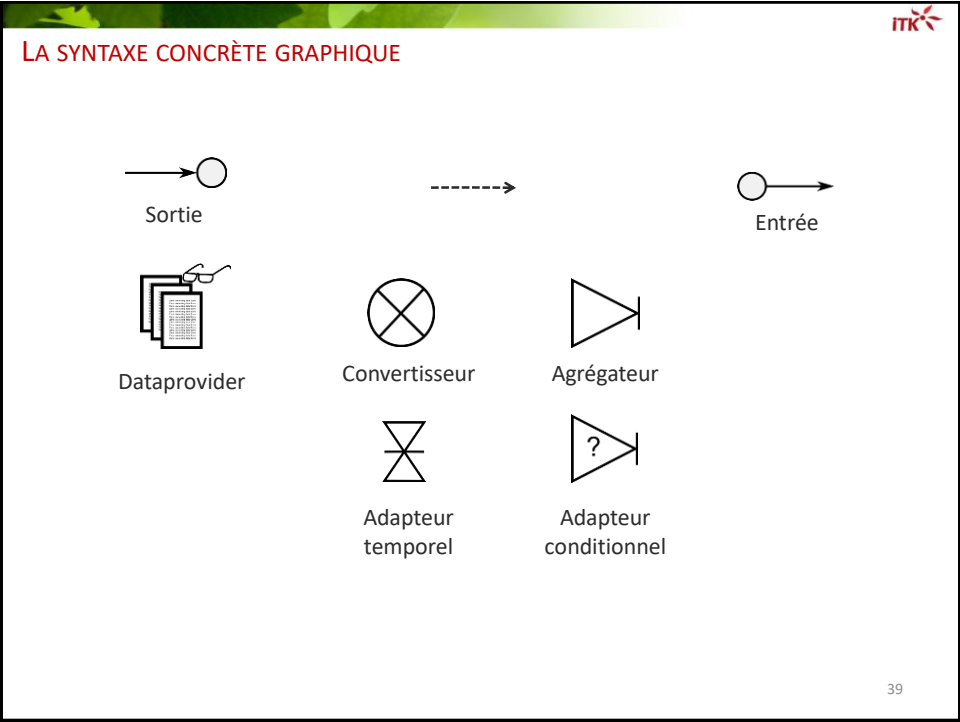 iTK
LA SYNTAXE CONCRÈTE GRAPHIQUE
Sortie
Entrée
Dataprovider
Convertisseur
Agrégateur
?
Adapteur
temporel
Adapteur
conditionnel
39